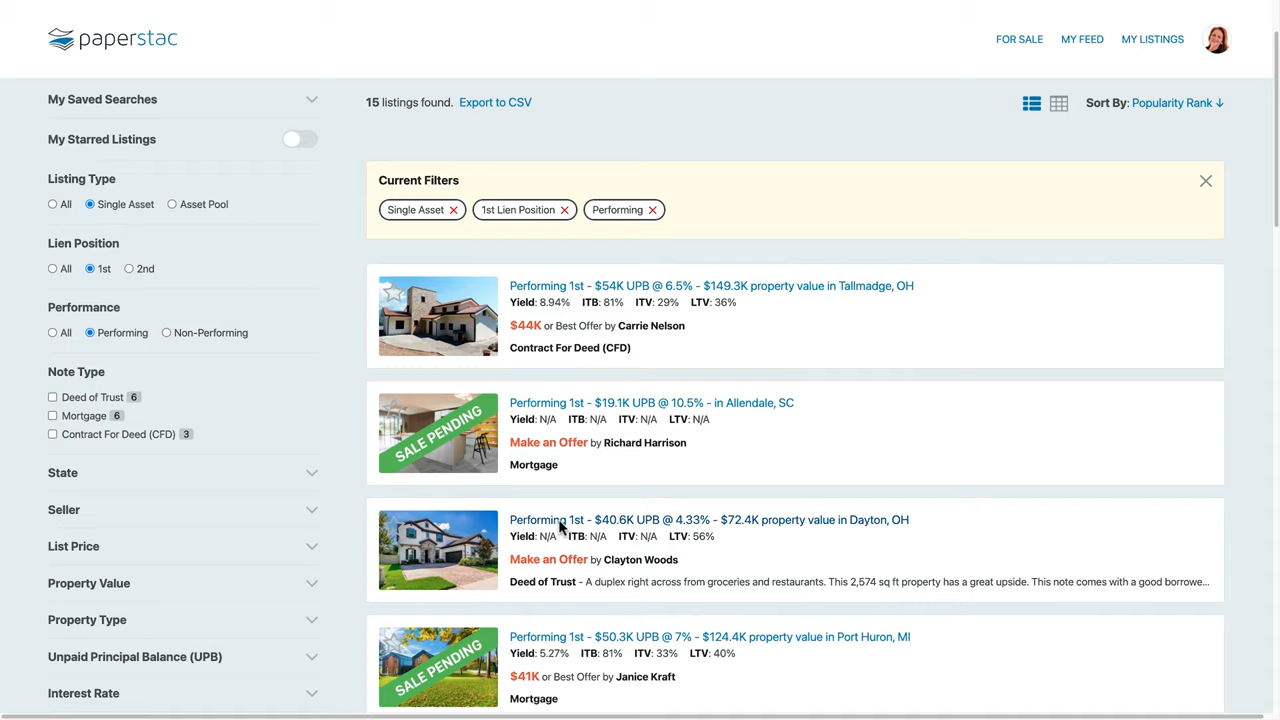 paperstac
FOR SALE
MY FEED
MY LISTINGS
My Saved Searches
My Starred Listings
Listing Type
All
Single Asset
Asset Pool
Lien Position
All
1st
2nd
Performance
All
Performing
Non-Performing
Note Type
Deed of Trust 6
Mortgage 6
Contract For Deed (CFD) 3
State
Seller
List Price
Property Value
Property Type
Unpaid Principal Balance (UPB)
Interest Rate
15 listings found. Export to CSV
Sort By: Popularity Rank ↓
Current Filters
Single Asset
1st Lien Position
Performing
Performing 1st - $54K UPB @ 6.5% - $149.3K property value in Tallmadge, OH
Yield: 8.94% ITB: 81% ITV: 29% LTV: 36%
$44K or Best Offer by Carrie Nelson
Contract For Deed (CFD)
SALE PENDING
Performing 1st - $19.1K UPB @ 10.5% - in Allendale, SC
Yield: N/A ITB: N/A ITV: N/A LTV: N/A
Make an Offer by Richard Harrison
Mortgage
Performing 1st - $40.6K UPB @ 4.33% - $72.4K property value in Dayton, OH
Yield: N/A ITB: N/A ITV: N/A LTV: 56%
Make an Offer by Clayton Woods
Deed of Trust - A duplex right across from groceries and restaurants. This 2,574 sq ft property has a great upside. This note comes with a good borrowe...
SALE PENDING
Performing 1st - $50.3K UPB @ 7% - $124.4K property value in Port Huron, MI
Yield: 5.27% ITB: 81% ITV: 33% LTV: 40%
$41K or Best Offer by Janice Kraft
Mortgage